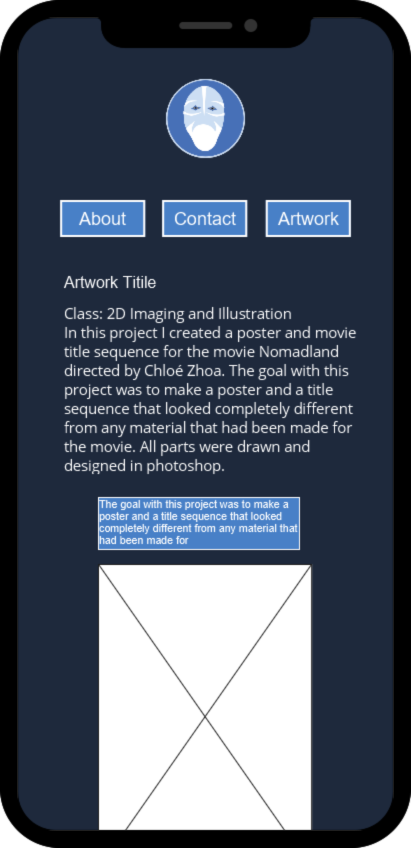 About
Contact
Artwork
Artwork Titile
Class: 2D Imaging and Illustration
In this project I created a poster and movie
title sequence for the movie Nomadland
directed by Chloé Zhoa. The goal with this
project was to make a poster and a title
sequence that looked completely different
from any material that had been made for
the movie. All parts were drawn and
designed in photoshop.
The goal with this project was to make a
poster and a title sequence that looked
completely different from any material that
had been made for